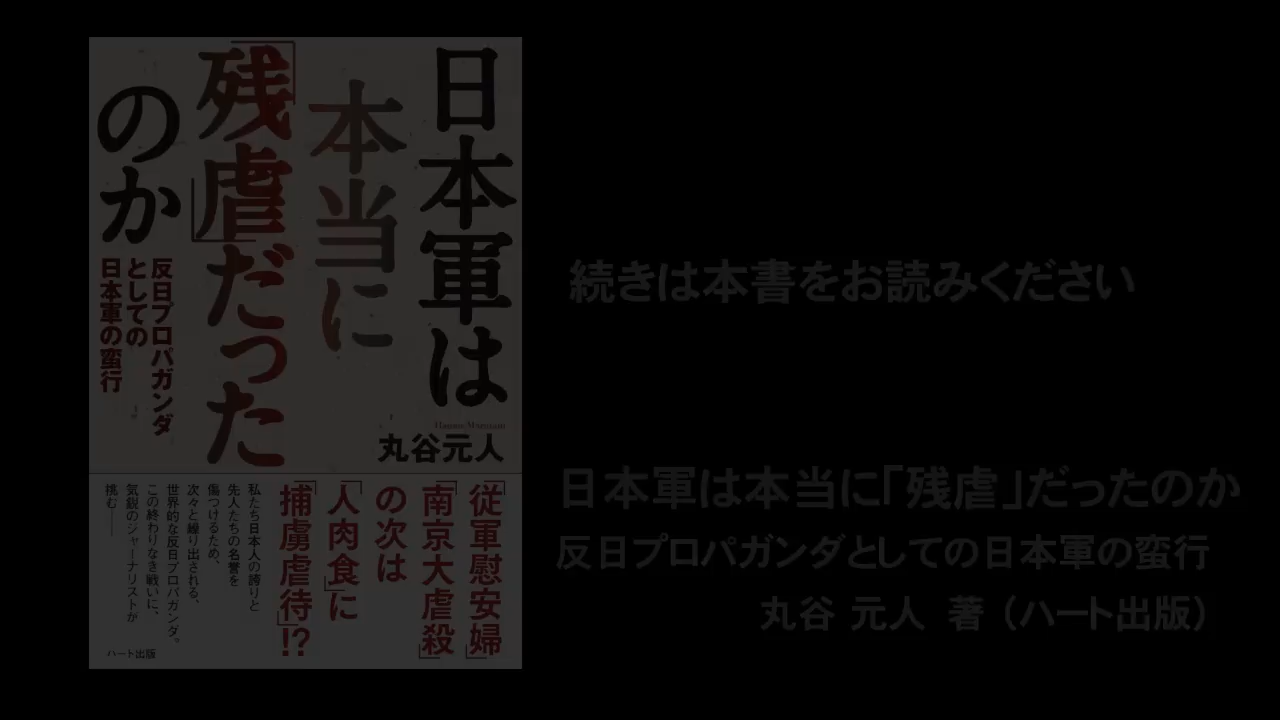 日本軍は
本当に
「残虐」だった
のか
反日プロパガンダ
としての
日本軍の蛮行
Hajime Marutani
丸谷元人
「従軍慰安婦」
「南京大虐殺」
の次は
「人肉食」に
「捕虜虐待」!?
私たち日本人の誇りと
先人たちの名誉を
傷つけるため、
次々と繰り出される、
世界的な反日プロパガンダ。
この終わりなき戦いに、
気鋭のジャーナリストが
挑む──
ハート出版
続きは本書をお読みください
日本軍は本当に「残虐」だったのか
反日プロパガンダとしての日本軍の蛮行
丸谷 元人 著（ハート出版）